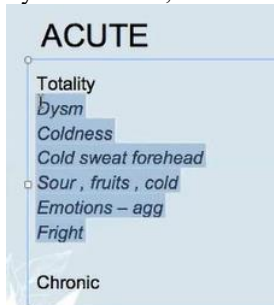 ACUTE
Totality
Dysm
Coldness
Cold sweat forehead
Sour , fruits , cold
Emotions – agg
Fright
Chronic